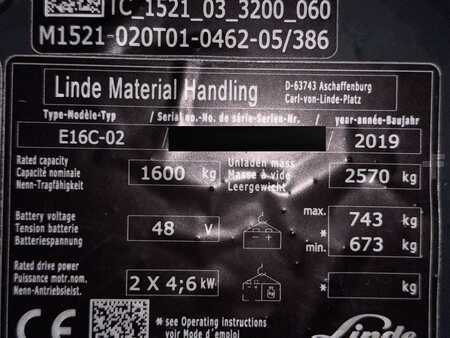 TC_1521_03_3200_060
M1521-020T01-0462-05/386
Linde Material Handling
D-63743 Aschaffenburg
Carl-von-Linde-Platz
Type-Modèle-Typ / Serial no.-No. de série-Serien-Nr. / year-année-Baujahr
E16C-02 / / 2019
Rated capacity
Capacité nominale
Nenn-Tragfähigkeit
1600 kg
Unladen mass
Masse à vide
Leergewicht
2570 kg
Battery voltage
Tension batterie
Batteriespannung
48 V
- +
max. 743 kg
*
min. 673 kg
Rated drive power
Puissance motr.nom.
Nenn-Antriebsleist.
2 X 4;6 kW
* kg
* see Operating instructions
voir Mode d'emploi
Linde